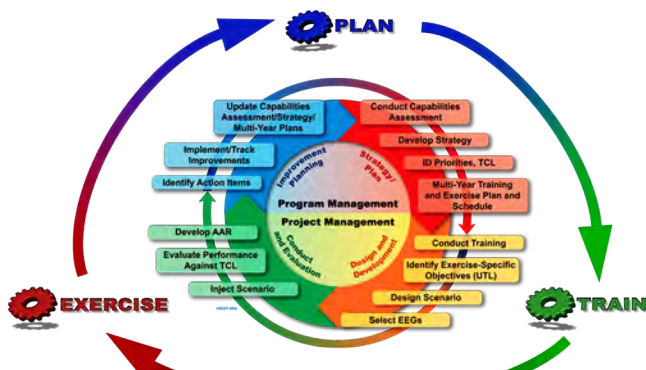 PLAN
Update Capabilities
Assessment/Strategy/
Multi-Year Plans
Conduct Capabilities
Assessment
Develop Strategy
Implement/Track
Improvements
ID Priorities, TCL
Identify Action Items
Multi-Year Training
and Exercise Plan and
Schedule
Improvement
Planning
Strategy/
Plan
Program Management
Project Management
Conduct
and Evaluation
Design and
Development
Develop AAR
Conduct Training
Evaluate Performance
Against TCL
Identify Exercise-Specific
Objectives (UTL)
Inject Scenario
Design Scenario
Select EEGs
EXERCISE
TRAIN